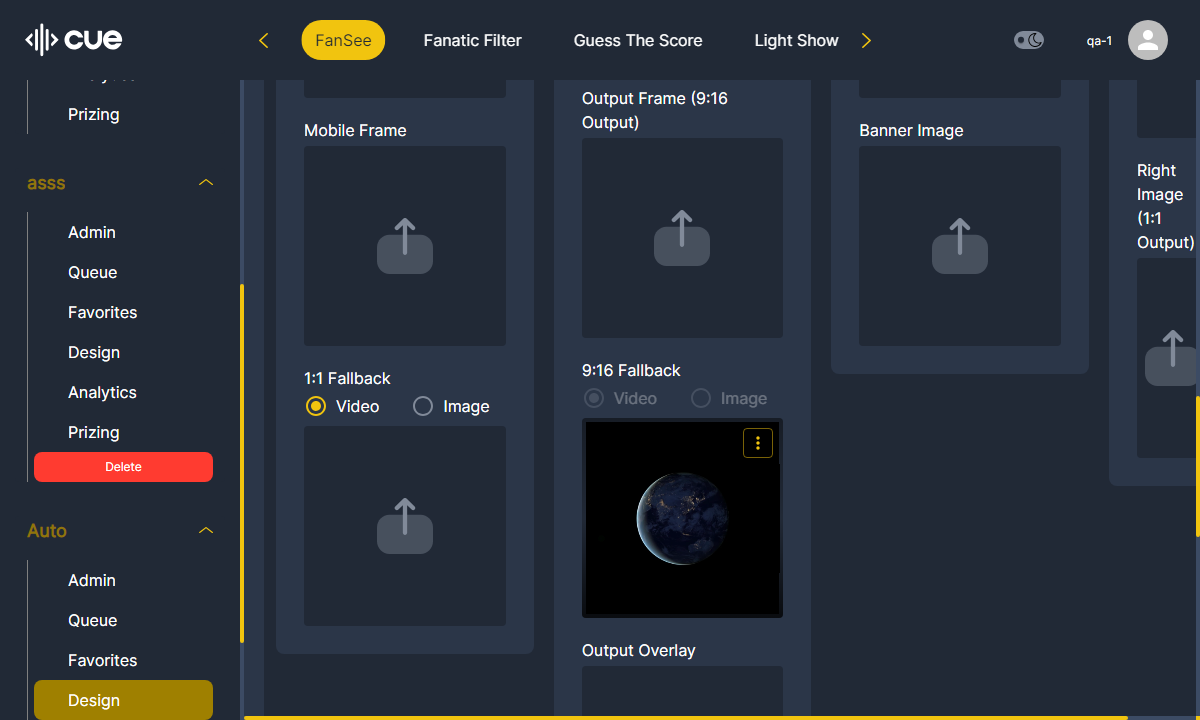 cue
FanSee
Fanatic Filter
Guess The Score
Light Show
qa-1
Prizing
asss
Admin
Queue
Favorites
Design
Analytics
Prizing
Delete
Auto
Admin
Queue
Favorites
Design
Mobile Frame
1:1 Fallback
Video
Image
Output Frame (9:16
Output)
9:16 Fallback
Video
Image
Output Overlay
Banner Image
Right
Image
(1:1
Output)